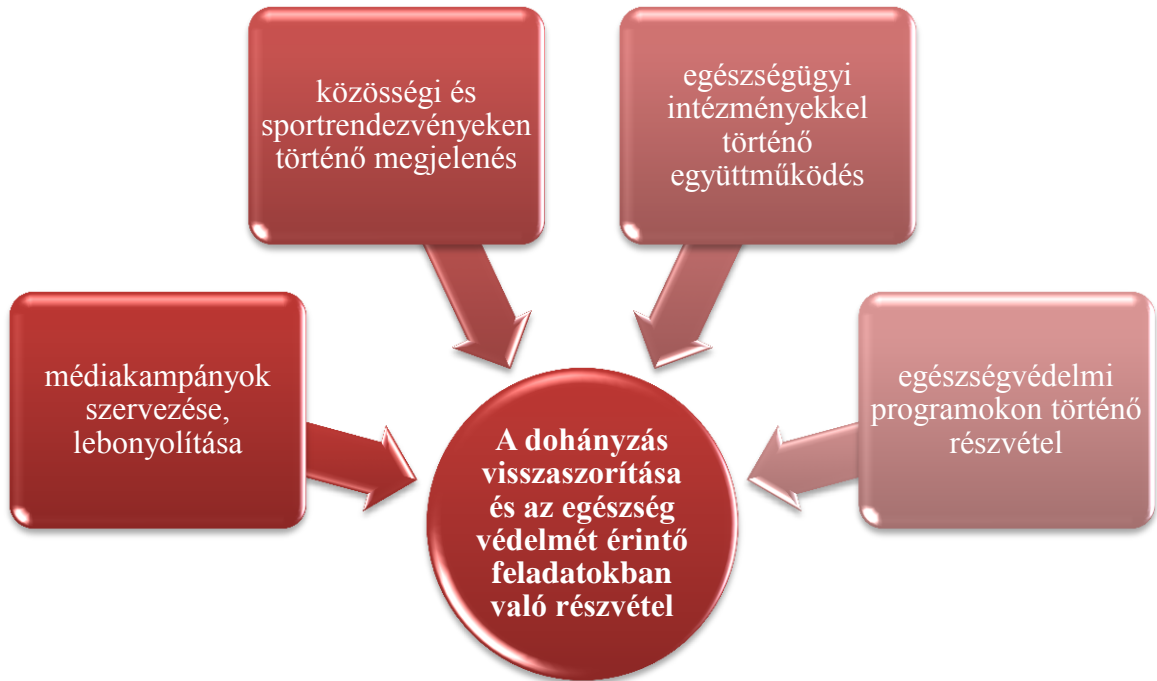 közösségi és
sportrendezvényeken
történő megjelenés
egészségügyi
intézményekkel
történő
együttműködés
médiakampányok
szervezése,
lebonyolítása
egészségvédelmi
programokon történő
részvétel
A dohányzás
visszaszorítása
és az egészség
védelmét érintő
feladatokban
való részvétel